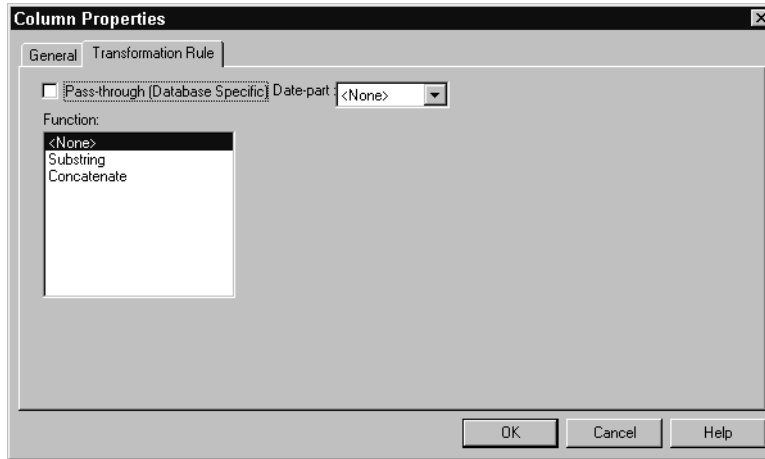 Column Properties
General Transformation Rule
Pass-through (Database Specific) Date-part : <None>
Function:
<None>
Substring
Concatenate
OK Cancel Help